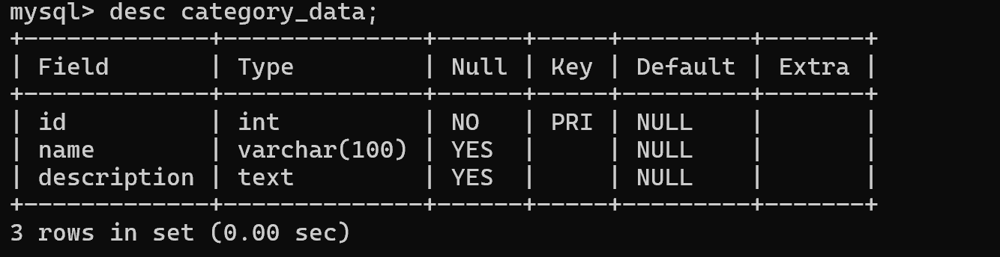 mysql> desc category_data;
+-------------+--------------+------+-----+---------+-------+
| Field       | Type         | Null | Key | Default | Extra |
+-------------+--------------+------+-----+---------+-------+
| id          | int          | NO   | PRI | NULL    |       |
| name        | varchar(100) | YES  |     | NULL    |       |
| description | text         | YES  |     | NULL    |       |
+-------------+--------------+------+-----+---------+-------+
3 rows in set (0.00 sec)